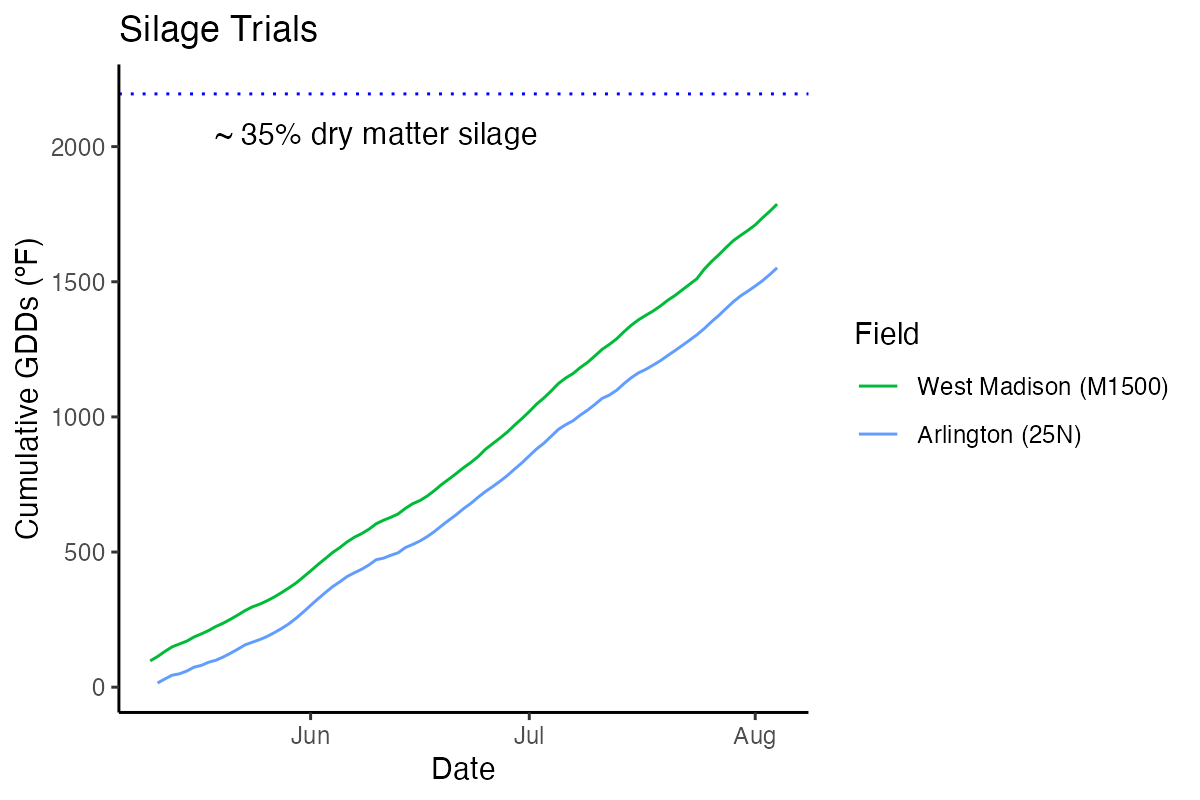 Silage Trials
~ 35% dry matter silage
2000
1500
1000
500
0
Cumulative GDDs (°F)
Jun Jul Aug
Date
Field
West Madison (M1500)
Arlington (25N)